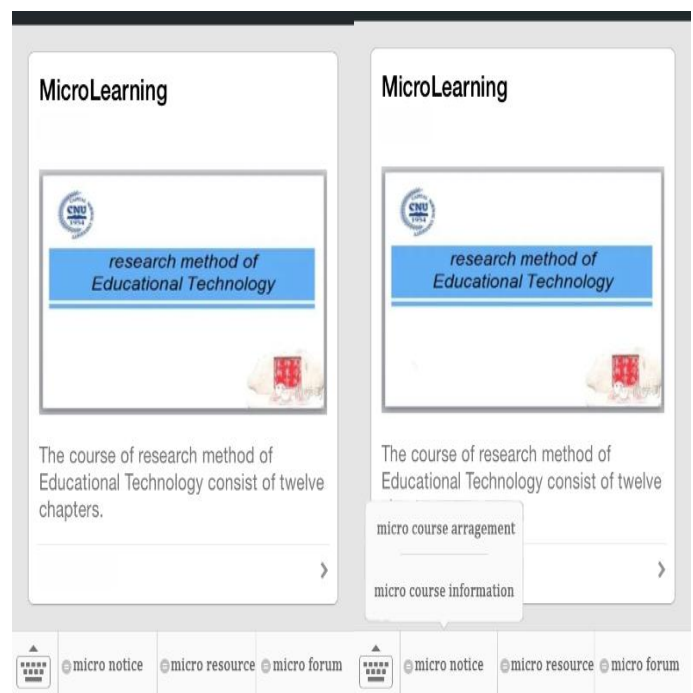 MicroLearning
CNU
1954
research method of
Educational Technology
The course of research method of
Educational Technology consist of twelve
chapters.
micro notice
micro resource
micro forum
MicroLearning
CNU
1954
research method of
Educational Technology
The course of research method of
Educational Technology consist of twelve
micro course arragement
micro course information
micro notice
micro resource
micro forum